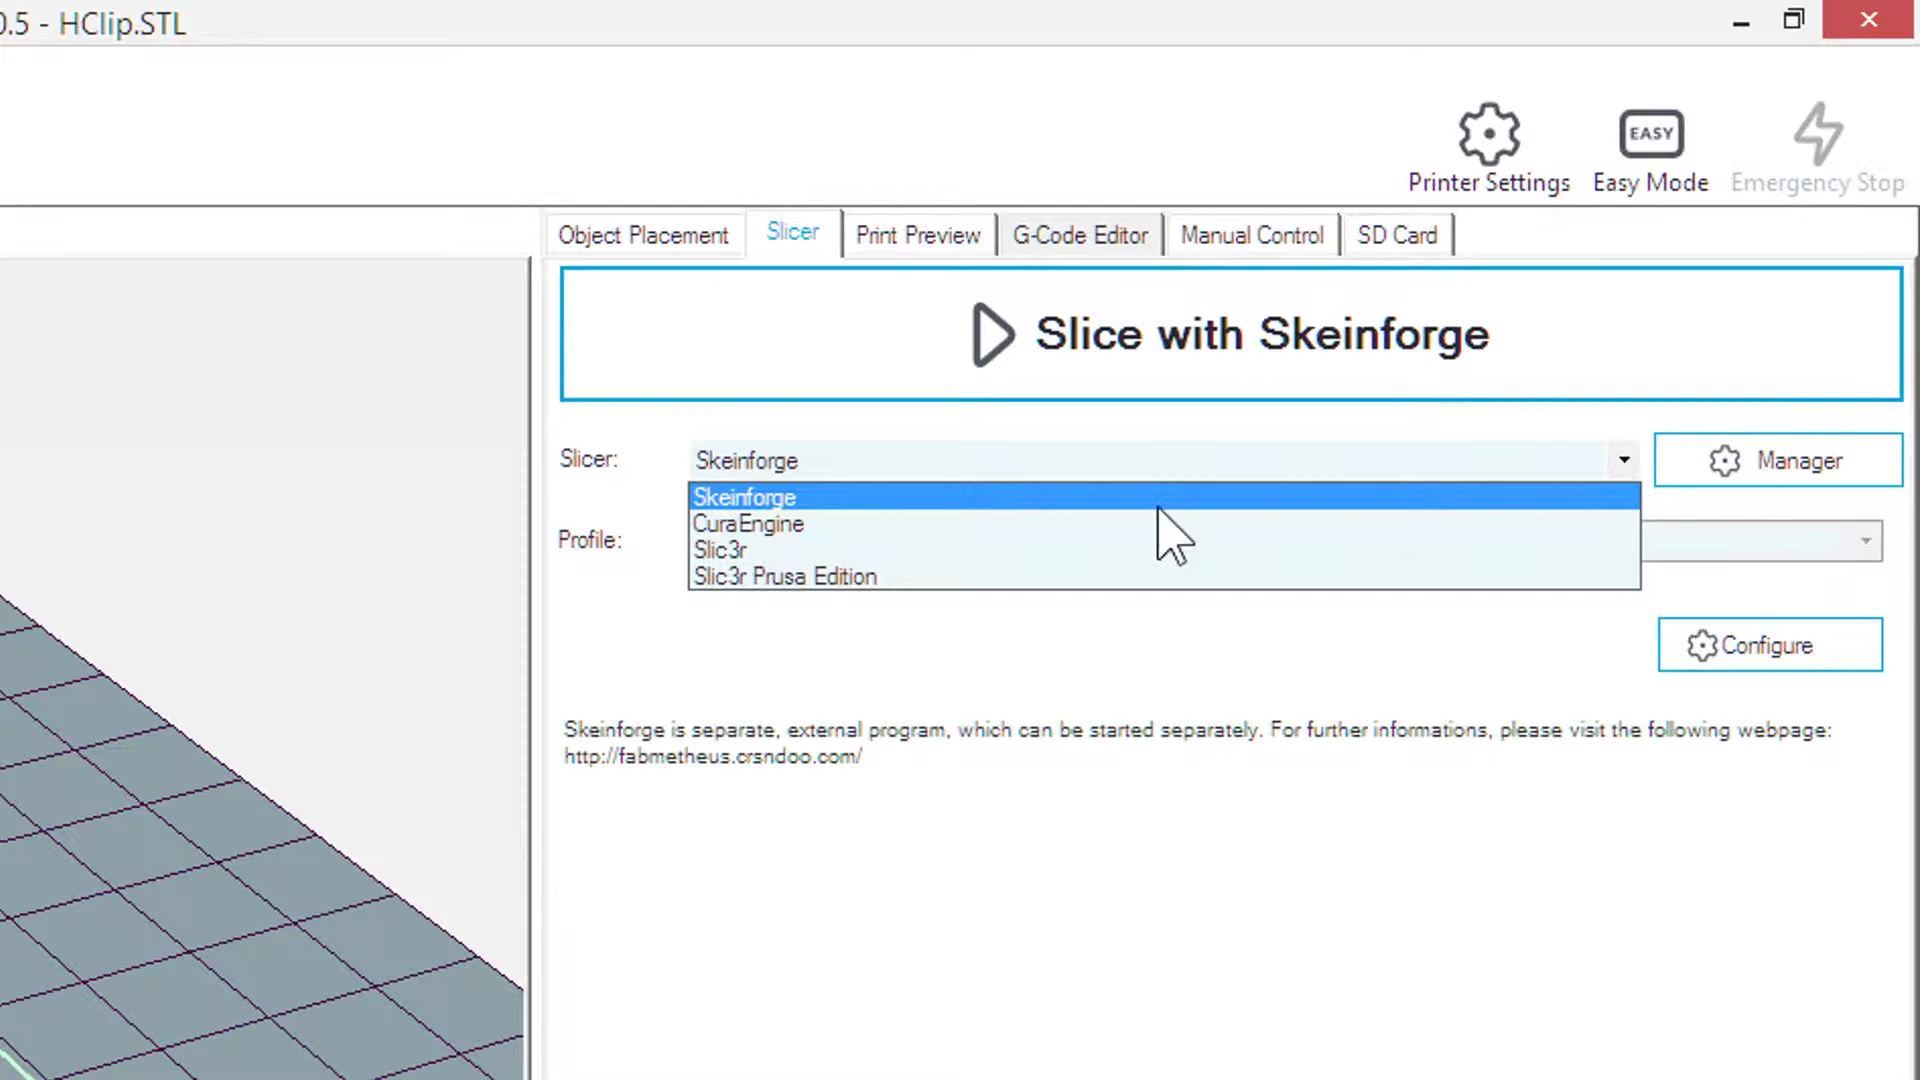 0.5 - HClip.STL
EASY
Printer Settings Easy Mode Emergency Stop
Object Placement Slicer Print Preview G-Code Editor Manual Control SD Card
Slice with Skeinforge
Slicer: Skeinforge Manager
Skeinforge
CuraEngine
Profile:
Slic3r
Slic3r Prusa Edition
Configure
Skeinforge is separate, external program, which can be started separately. For further informations, please visit the following webpage:
http://fabmetheus.crsndoo.com/